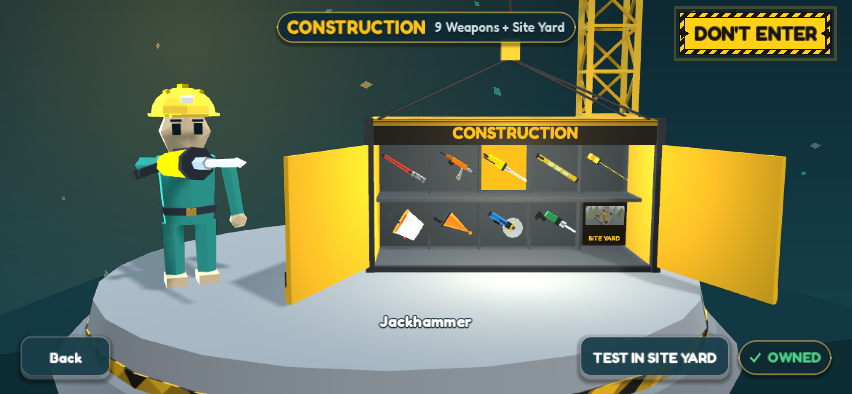 CONSTRUCTION 9 Weapons + Site Yard
DON'T ENTER
CONSTRUCTION
SITE YARD
Jackhammer
Back
TEST IN SITE YARD
OWNED